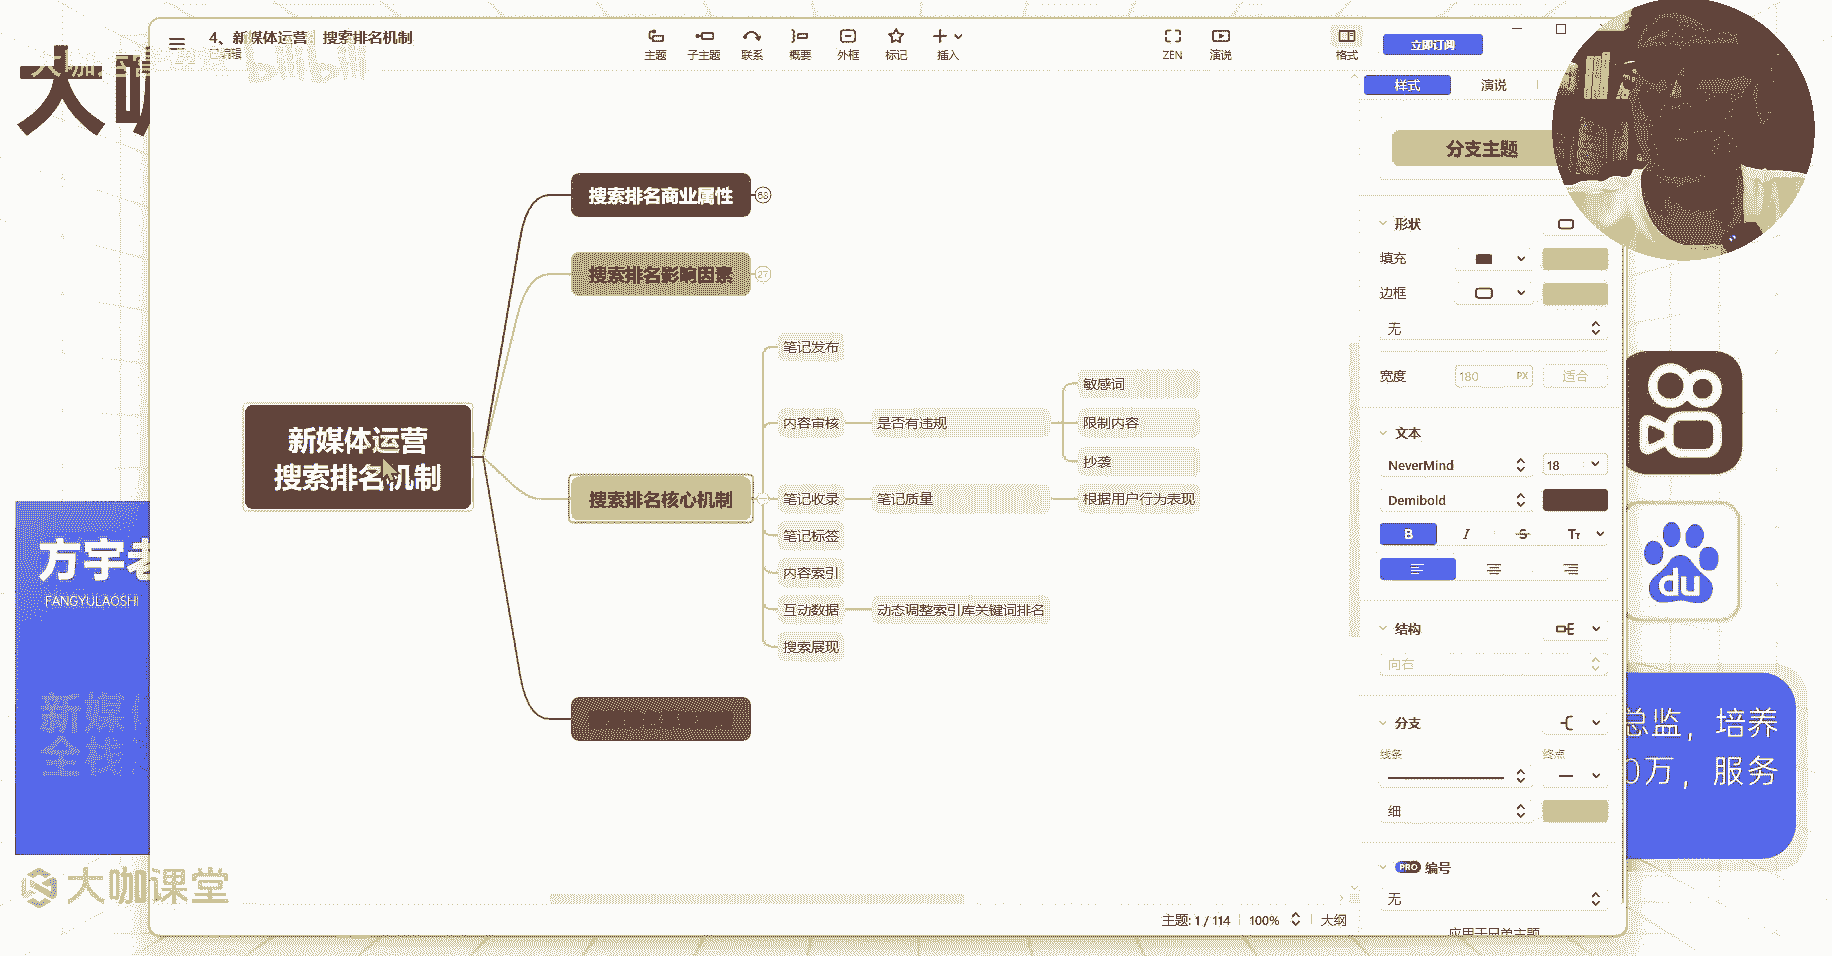 4、新媒体运营 搜索排名机制
已编辑
主题
子主题
联系
概要
外框
标记
插入
ZEN
演说
格式
立即订阅
样式
演说
分支主题
形状
填充
边框
无
宽度
180
PX
适合
文本
NeverMind
18
Demibold
B
I
S
Tт
结构
向右
分支
线条
终点
细
PRO
编号
无
应用于兄弟主题
新媒体运营
搜索排名机制
搜索排名商业属性
搜索排名影响因素
27
搜索排名核心机制
笔记发布
内容审核
是否有违规
敏感词
限制内容
抄袭
笔记收录
笔记质量
根据用户行为表现
笔记标签
内容索引
互动数据
动态调整索引库关键词排名
搜索展现
主题: 1 / 114
100%
大纲
大咖
bilibili
方宇老
FANGYULAOSHI
新媒体
全栈
大咖课堂
du
总监，培养
0万，服务